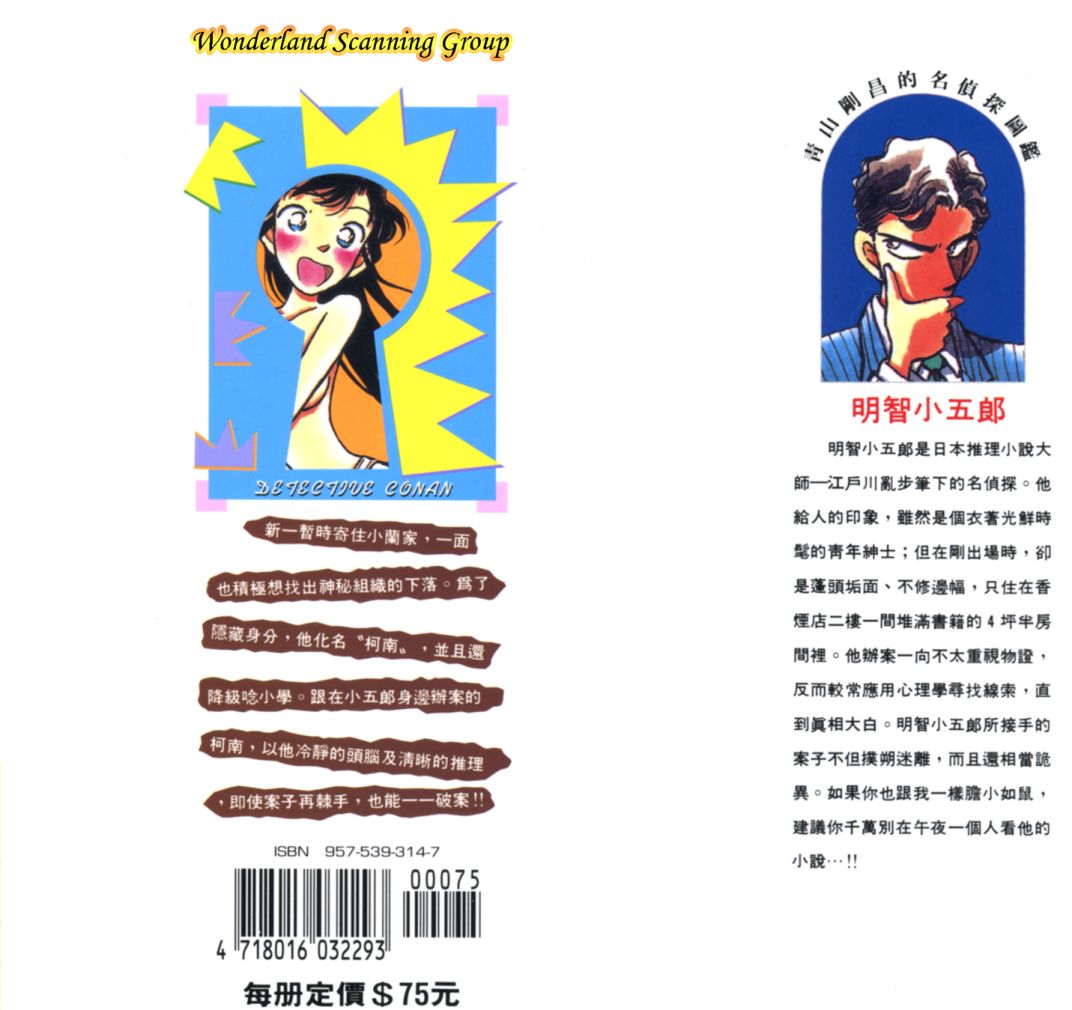 Wonderland Scanning Group
DETECTIVE CONAN
新一暫時寄住小蘭家，一面
也積極想找出神秘組織的下落。爲了
隱藏身分，他化名〝柯南〟，並且還
降級唸小學。跟在小五郎身邊辦案的
柯南，以他冷靜的頭腦及清晰的推理
，即使案子再棘手，也能一一破案!!
ISBN 957-539-314-7
00075
4 718016 032293
每册定價＄75元
靑山剛昌的名偵探圖鑑
明智小五郎
明智小五郎是日本推理小說大
師—江戶川亂步筆下的名偵探。他
給人的印象，雖然是個衣著光鮮時
髦的靑年紳士；但在剛出場時，卻
是蓬頭垢面、不修邊幅，只住在香
煙店二樓一間堆滿書籍的4坪半房
間裡。他辦案一向不太重視物證，
反而較常應用心理學尋找線索，直
到眞相大白。明智小五郎所接手的
案子不但撲朔迷離，而且還相當詭
異。如果你也跟我一樣膽小如鼠，
建議你千萬別在午夜一個人看他的
小說…!!